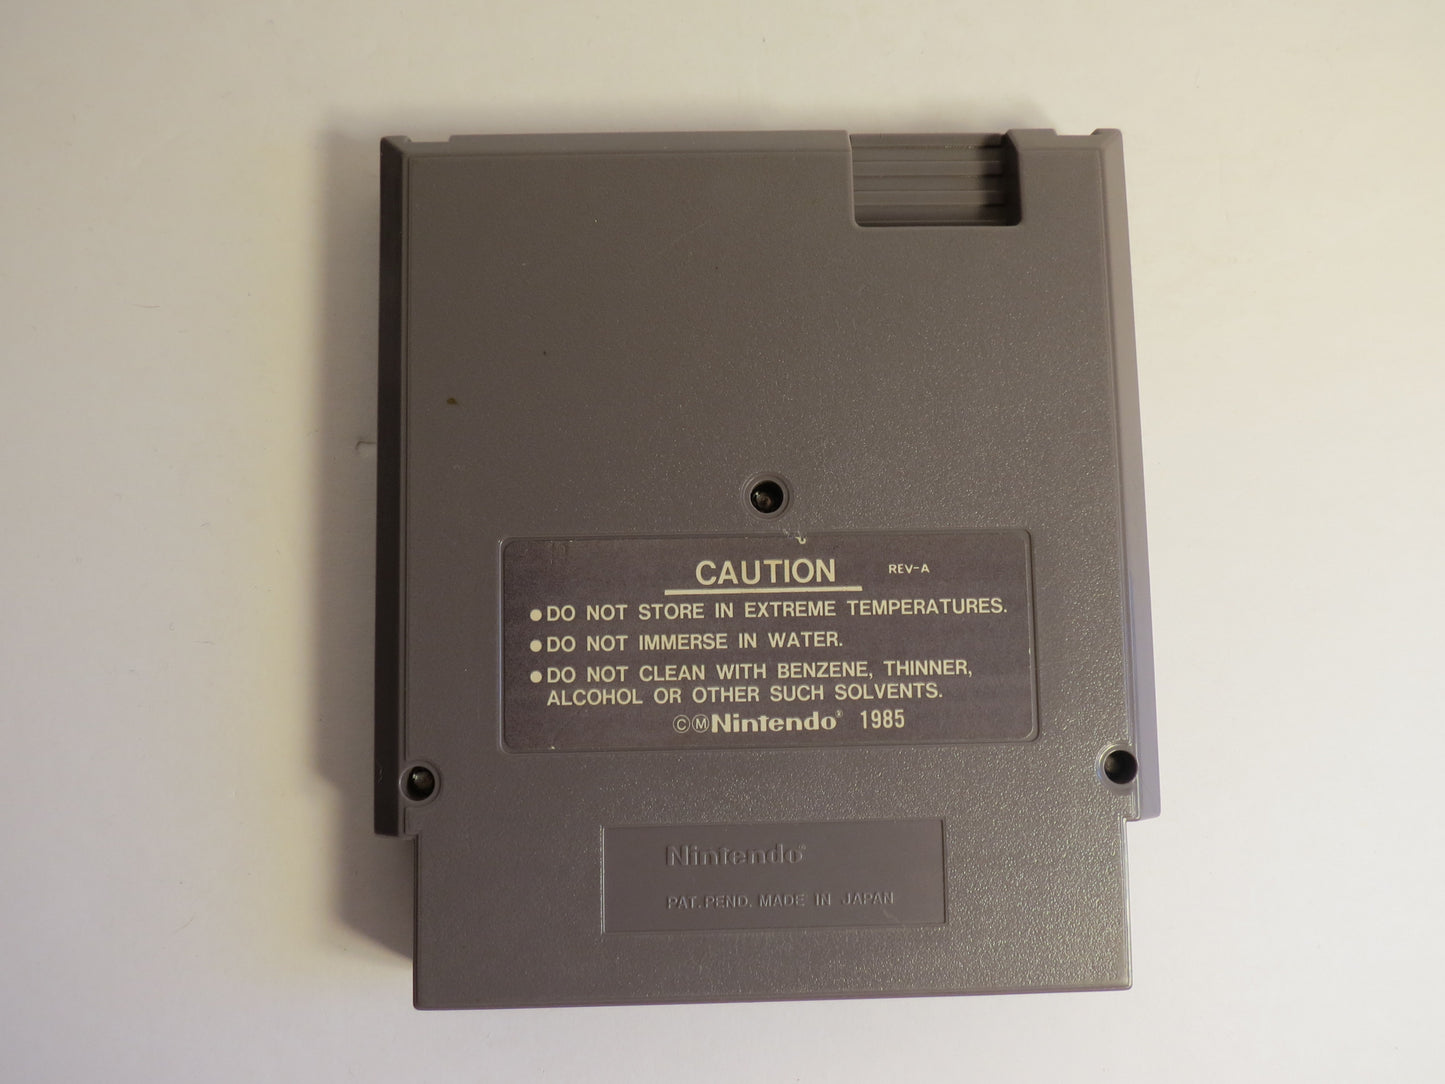 CAUTION REV-A
●DO NOT STORE IN EXTREME TEMPERATURES.
●DO NOT IMMERSE IN WATER.
●DO NOT CLEAN WITH BENZENE, THINNER,
ALCOHOL OR OTHER SUCH SOLVENTS.
©ⓂNintendo® 1985
Nintendo®
PAT. PEND. MADE IN JAPAN